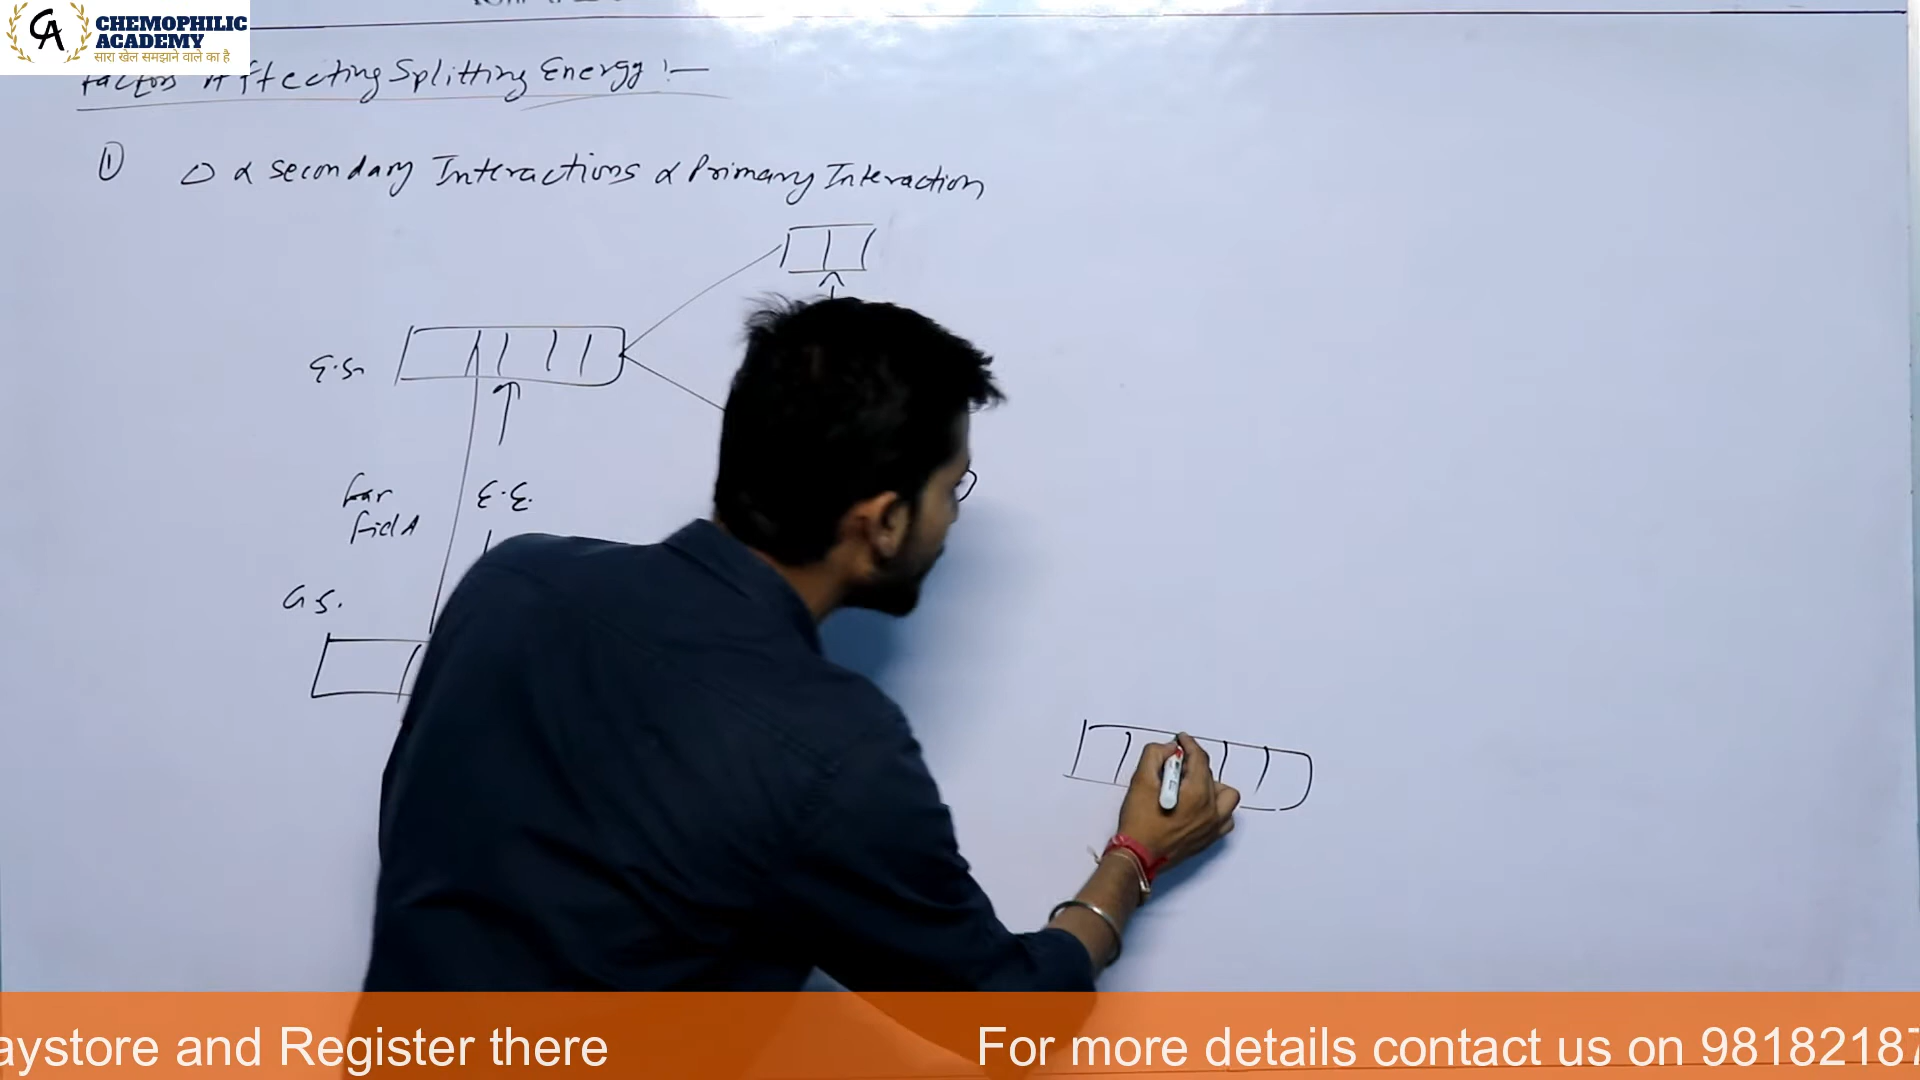 CHEMOPHILIC
ACADEMY
सारा खेल समझाने वाले का है
Factors Affecting Splitting Energy :—
① △ α secondary Interactions α Primary Interaction
E.S.
Far
field
E.E.
G.S.
aystore and Register there For more details contact us on 98182187